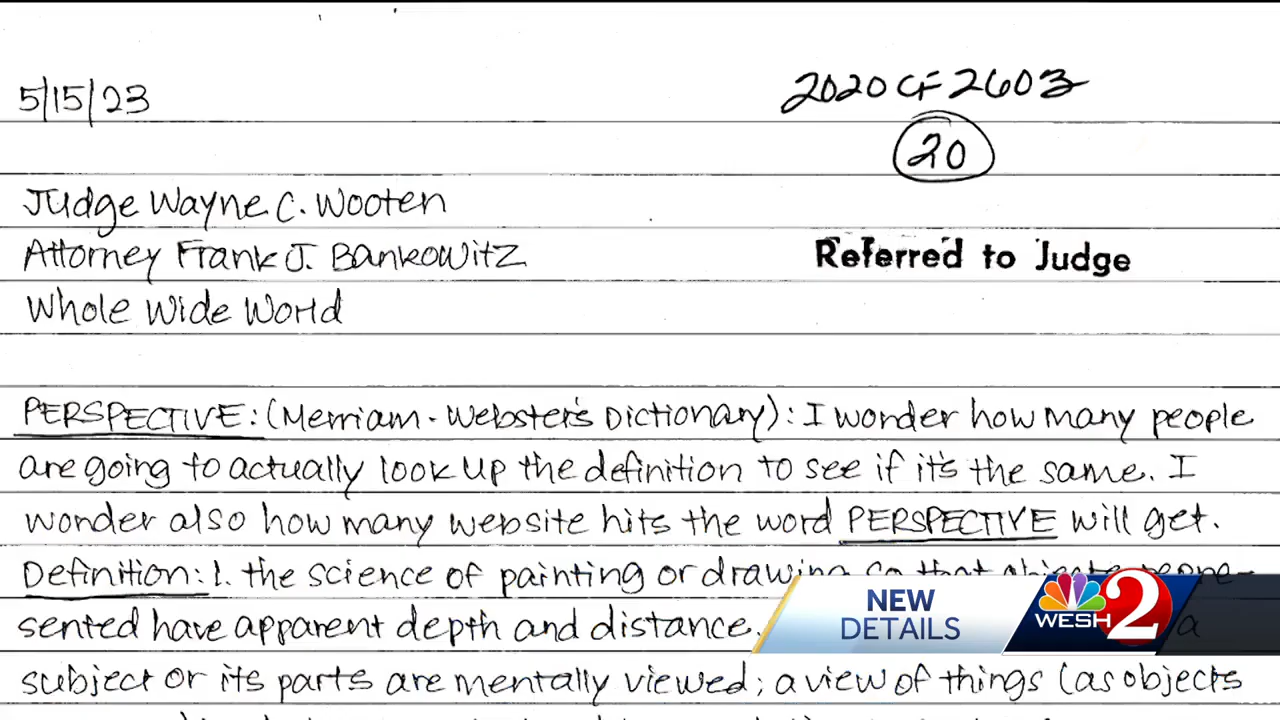 5/15/23
2020 CF 2603
20
Judge Wayne C. Wooten
Attorney Frank J. Bankowitz
Referred to Judge
Whole Wide World
PERSPECTIVE: (Merriam-Webster's Dictionary): I wonder how many people
are going to actually look up the definition to see if it's the same. I
wonder also how many website hits the word PERSPECTIVE will get.
Definition: 1. the science of painting or drawing so that objects repre-
sented have apparent depth and distance. a
subject or its parts are mentally viewed; a view of things (as objects
NEW
DETAILS
WESH 2